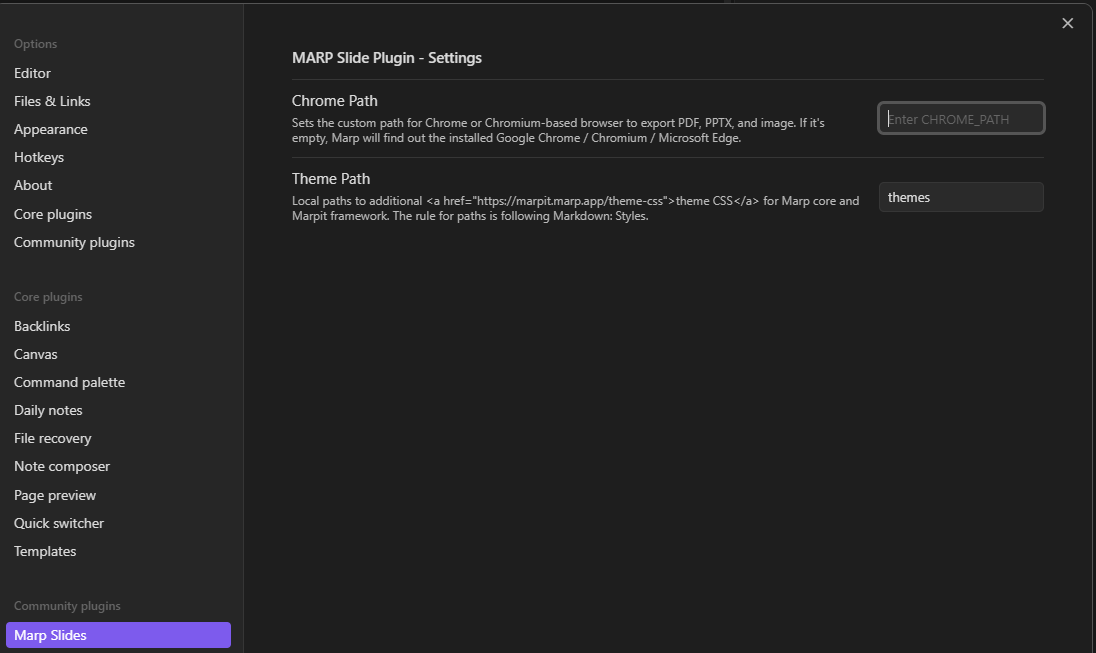 Options
Editor
Files & Links
Appearance
Hotkeys
About
Core plugins
Community plugins
Core plugins
Backlinks
Canvas
Command palette
Daily notes
File recovery
Note composer
Page preview
Quick switcher
Templates
Community plugins
Marp Slides
MARP Slide Plugin - Settings
Chrome Path
Sets the custom path for Chrome or Chromium-based browser to export PDF, PPTX, and image. If it's
empty, Marp will find out the installed Google Chrome / Chromium / Microsoft Edge.
Enter CHROME_PATH
Theme Path
Local paths to additional <a href="https://marpit.marp.app/theme-css">theme CSS</a> for Marp core and
Marpit framework. The rule for paths is following Markdown: Styles.
themes